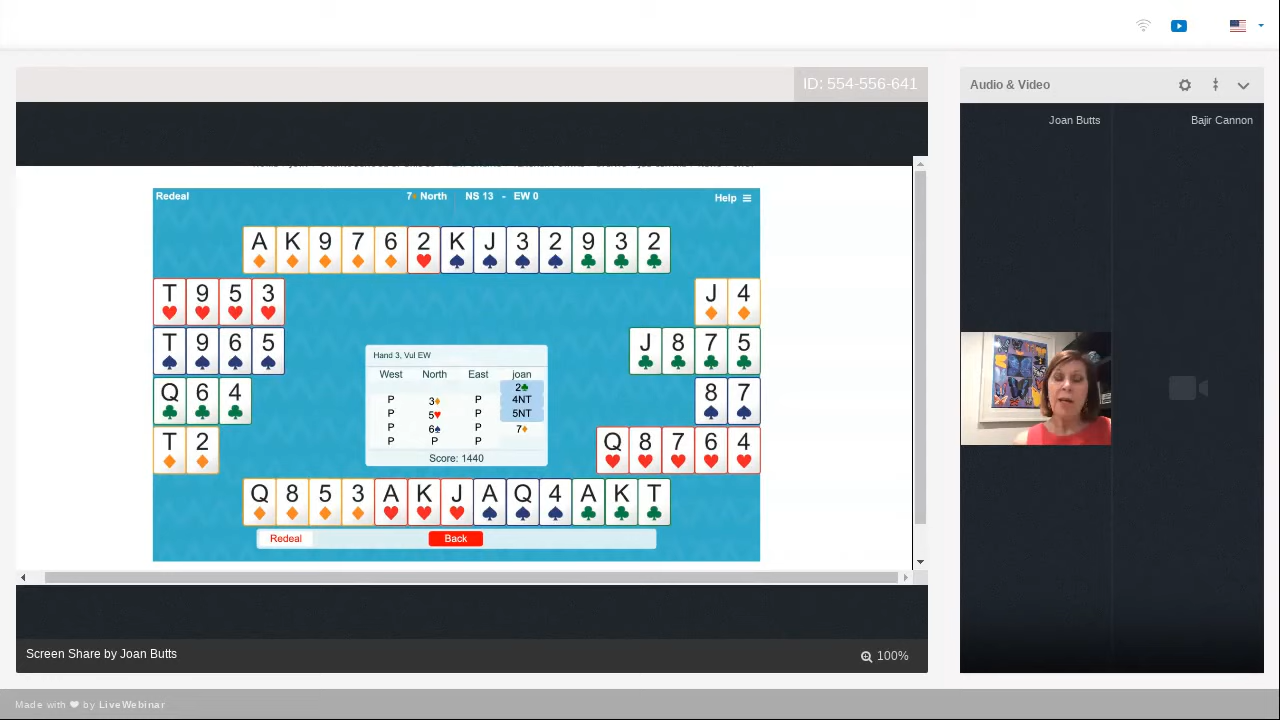 ID: 554-556-641
Audio & Video
Joan Butts
Bajir Cannon
Redeal
7♦ North NS 13 - EW 0
Help
A K 9 7 6 2 K J 3 2 9 3 2
T 9 5 3
J 4
T 9 6 5
J 8 7 5
Q 6 4
8 7
T 2
Q 8 7 6 4
Hand 3, Vul EW
West North East joan
2♣
P 3♦ P 4NT
P 5♥ P 5NT
P 6♠ P 7♦
P P P
Score: 1440
Q 8 5 3 A K J A Q 4 A K T
Redeal
Back
Screen Share by Joan Butts
100%
Made with ❤ by LiveWebinar